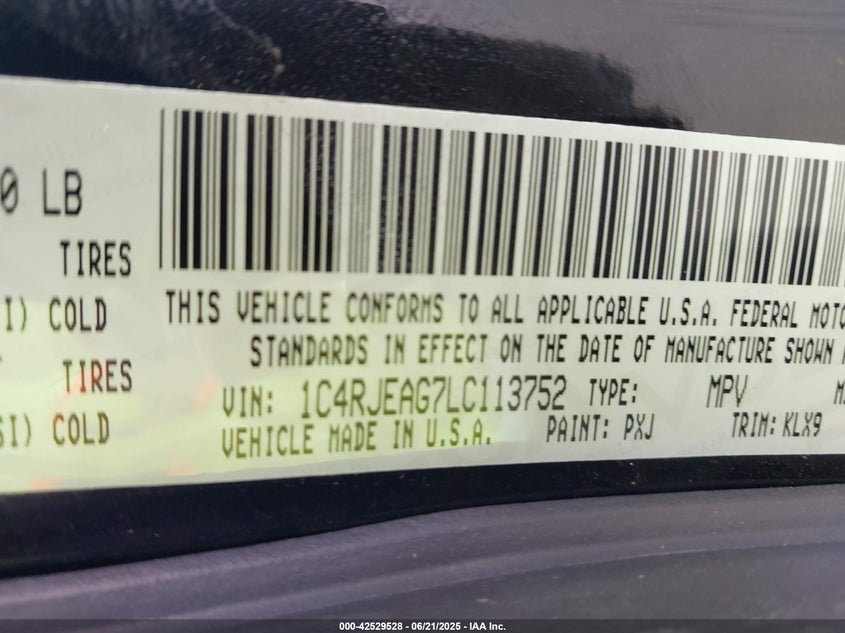 0 LB
TIRES
I) COLD
TIRES
SI) COLD
THIS VEHICLE CONFORMS TO ALL APPLICABLE U.S.A. FEDERAL MOTO
STANDARDS IN EFFECT ON THE DATE OF MANUFACTURE SHOWN
VIN: 1C4RJEAG7LC113752 TYPE: MPV
VEHICLE MADE IN U.S.A. PAINT: PXJ TRIM: KLX9
000-42529528 - 06/21/2025 - IAA Inc.